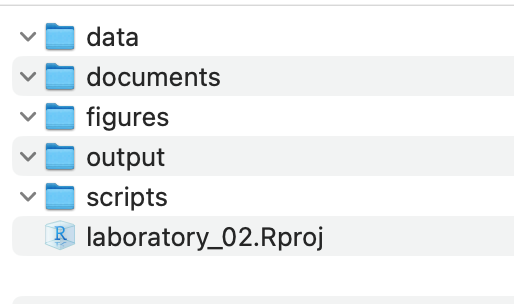 data
documents
figures
output
scripts
R
laboratory_02.Rproj